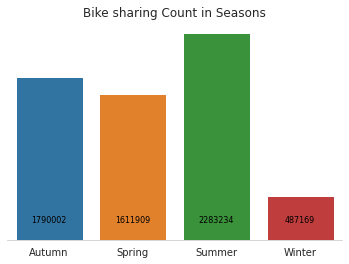 Bike sharing Count in Seasons
1790002 1611909 2283234 487169
Autumn Spring Summer Winter